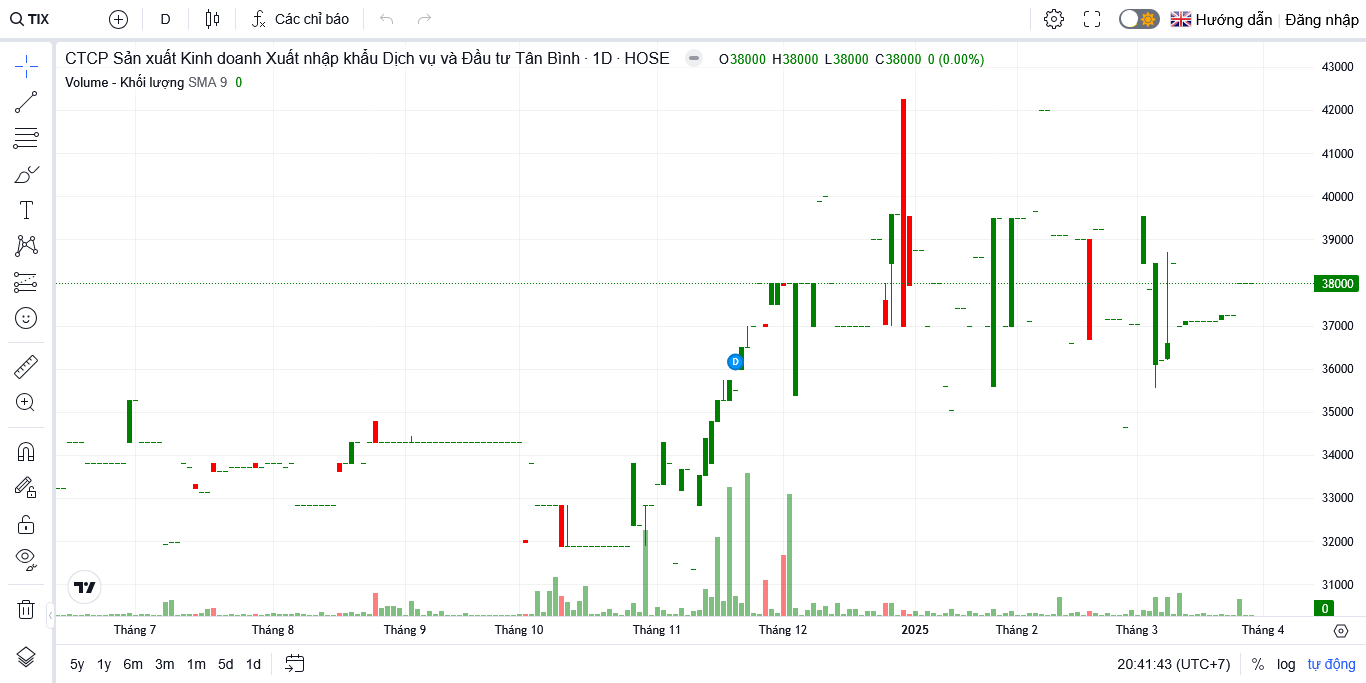 TIX D Các chỉ báo Hướng dẫn Đăng nhập
CTCP Sản xuất Kinh doanh Xuất nhập khẩu Dịch vụ và Đầu tư Tân Bình · 1D · HOSE O38000 H38000 L38000 C38000 0 (0.00%)
Volume - Khối lượng SMA 9 0
43000
42000
41000
40000
39000
38000
37000
D
36000
35000
34000
33000
32000
31000
0
Tháng 7 Tháng 8 Tháng 9 Tháng 10 Tháng 11 Tháng 12 2025 Tháng 2 Tháng 3 Tháng 4
5y 1y 6m 3m 1m 5d 1d 20:41:43 (UTC+7) % log tự động